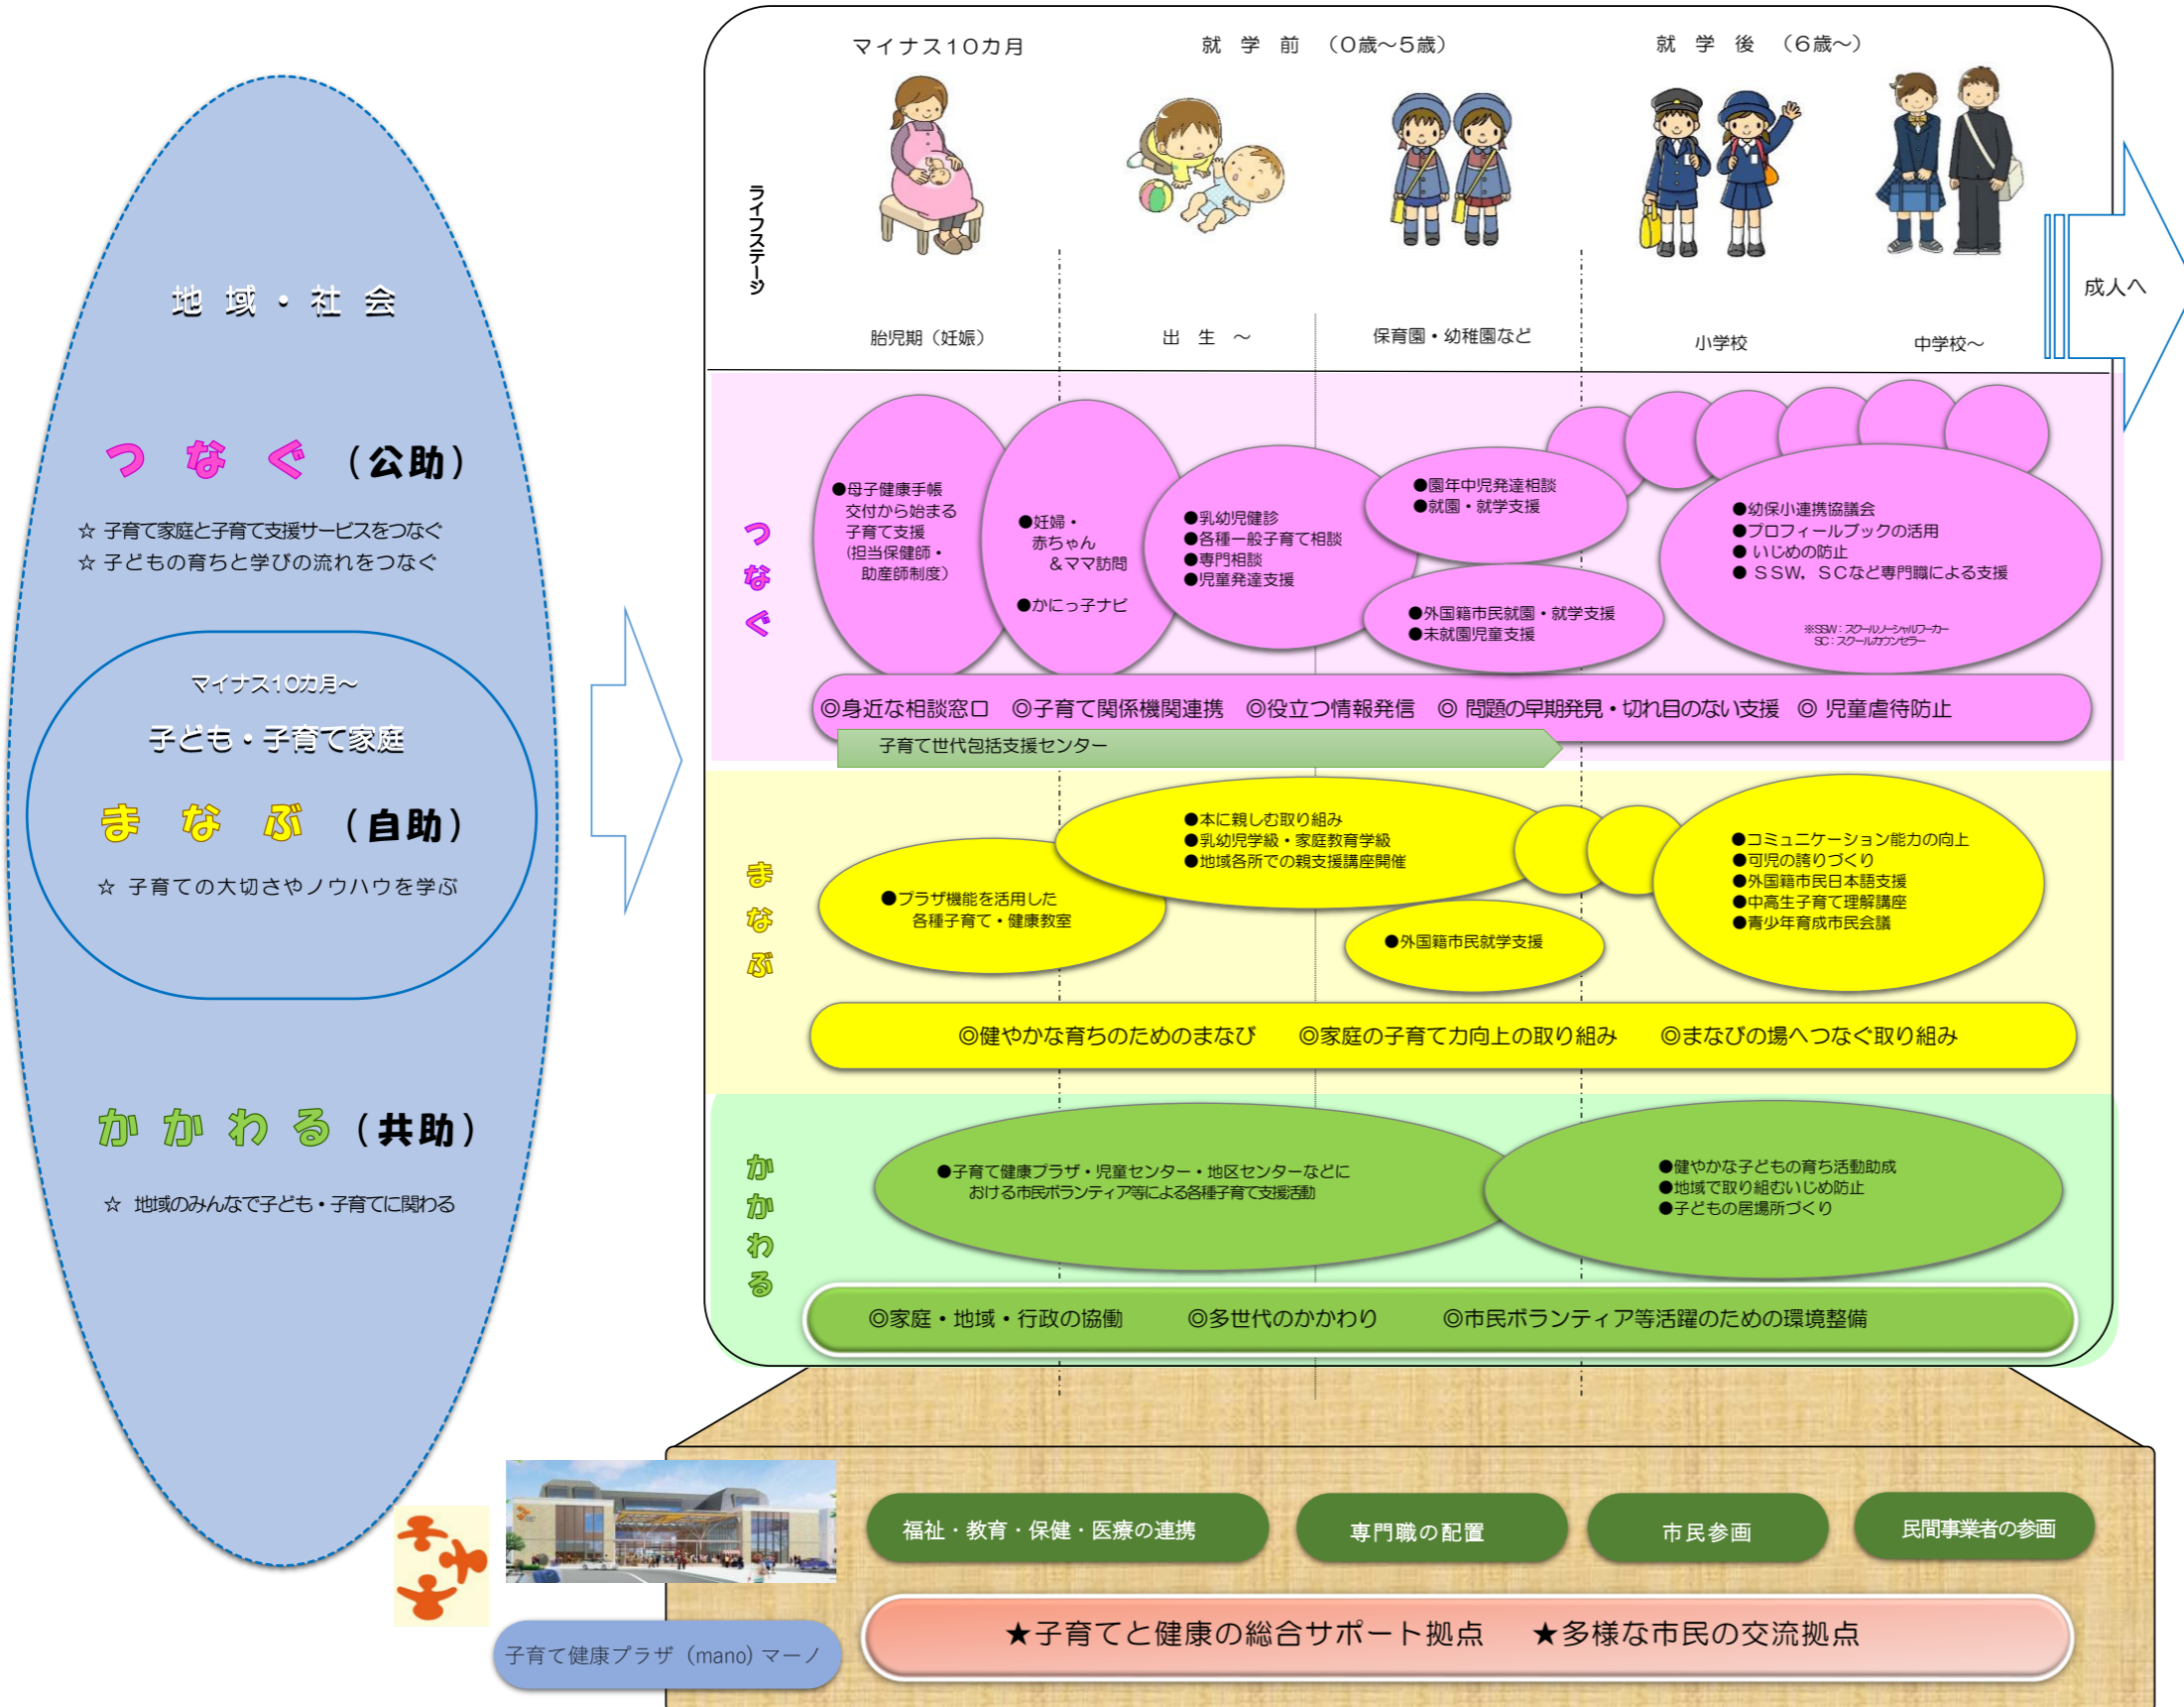 地域・社会
つなぐ（公助）
☆ 子育て家庭と子育て支援サービスをつなぐ
☆ 子どもの育ちと学びの流れをつなぐ
マイナス10カ月～
子ども・子育て家庭
まなぶ（自助）
☆ 子育ての大切さやノウハウを学ぶ
かかわる（共助）
☆ 地域のみんなで子ども・子育てに関わる
マイナス10カ月
就学前（0歳～5歳）
就学後（6歳～）
ライフステージ
成人へ
胎児期（妊娠）
出生～
保育園・幼稚園など
小学校
中学校～
つなぐ
●母子健康手帳
交付から始まる
子育て支援
(担当保健師・
助産師制度）
●妊婦・
赤ちゃん
＆ママ訪問
●かにっ子ナビ
●乳幼児健診
●各種一般子育て相談
●専門相談
●児童発達支援
●園年中児発達相談
●就園・就学支援
●外国籍市民就園・就学支援
●未就園児童支援
●幼保小連携協議会
●プロフィールブックの活用
● いじめの防止
● SSW，SCなど専門職による支援
※SSW：スクールソーシャルワーカー
SC：スクールカウンセラー
◎身近な相談窓口　◎子育て関係機関連携　◎役立つ情報発信　◎ 問題の早期発見・切れ目のない支援　◎ 児童虐待防止
子育て世代包括支援センター
まなぶ
●プラザ機能を活用した
各種子育て・健康教室
●本に親しむ取り組み
●乳幼児学級・家庭教育学級
●地域各所での親支援講座開催
●外国籍市民就学支援
●コミュニケーション能力の向上
●可児の誇りづくり
●外国籍市民日本語支援
●中高生子育て理解講座
●青少年育成市民会議
◎健やかな育ちのためのまなび　◎家庭の子育て力向上の取り組み　◎まなびの場へつなぐ取り組み
かかわる
●子育て健康プラザ・児童センター・地区センターなどに
おける市民ボランティア等による各種子育て支援活動
●健やかな子どもの育ち活動助成
●地域で取り組むいじめ防止
●子どもの居場所づくり
◎家庭・地域・行政の協働　◎多世代のかかわり　◎市民ボランティア等活躍のための環境整備
福祉・教育・保健・医療の連携
専門職の配置
市民参画
民間事業者の参画
子育て健康プラザ（mano) マーノ
★子育てと健康の総合サポート拠点　★多様な市民の交流拠点